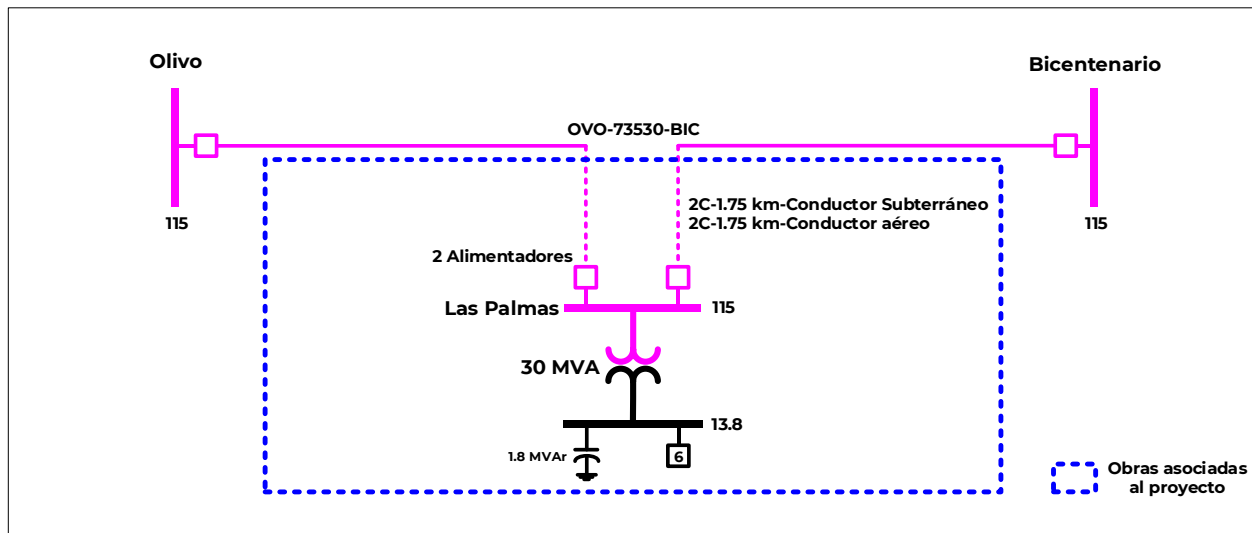 Olivo
Bicentenario
OVO-73530-BIC
2C-1.75 km-Conductor Subterráneo
2C-1.75 km-Conductor aéreo
115
115
2 Alimentadores
Las Palmas
115
30 MVA
13.8
1.8 MVAr
6
Obras asociadas
al proyecto